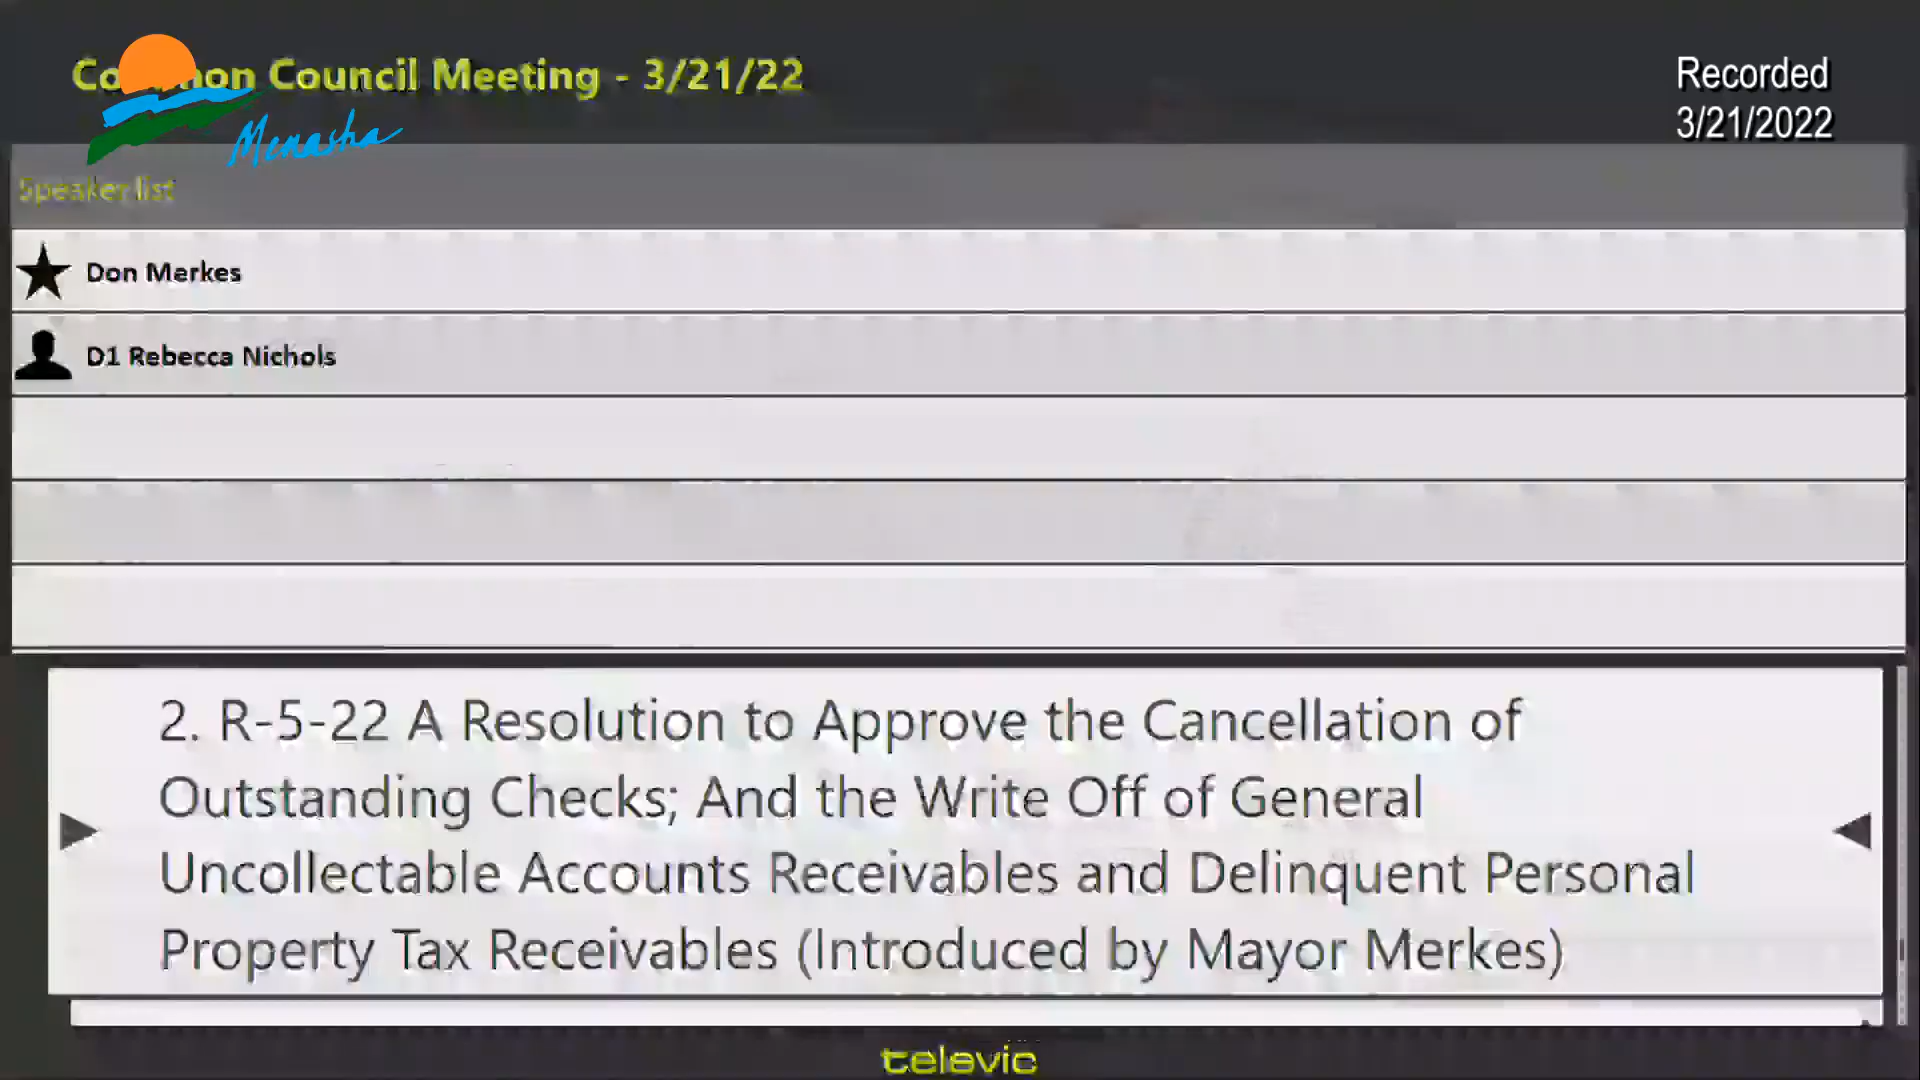 Common Council Meeting - 3/21/22
Recorded
3/21/2022
Menasha
Speaker list
Don Merkes
D1 Rebecca Nichols
2. R-5-22 A Resolution to Approve the Cancellation of
Outstanding Checks; And the Write Off of General
Uncollectable Accounts Receivables and Delinquent Personal
Property Tax Receivables (Introduced by Mayor Merkes)
televic